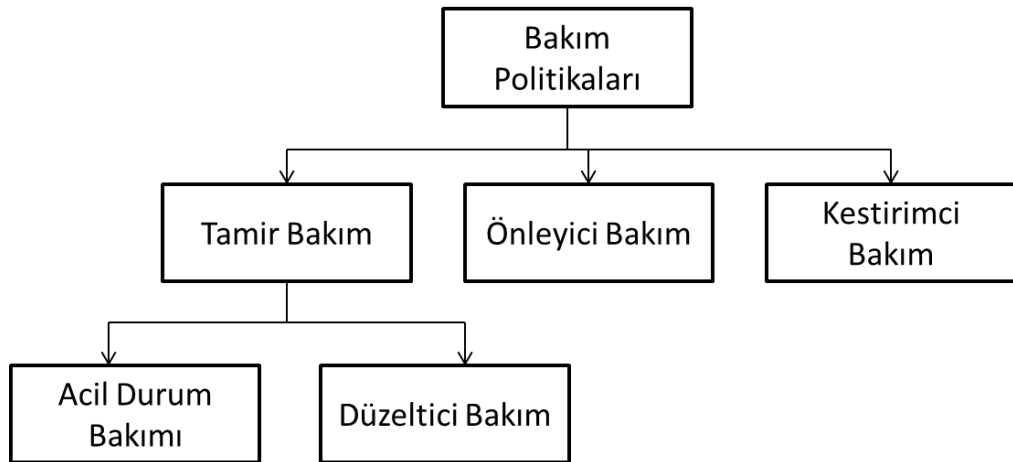 Bakım
Politikaları
Tamir Bakım
Önleyici Bakım
Kestirimci
Bakım
Acil Durum
Bakımı
Düzeltici Bakım